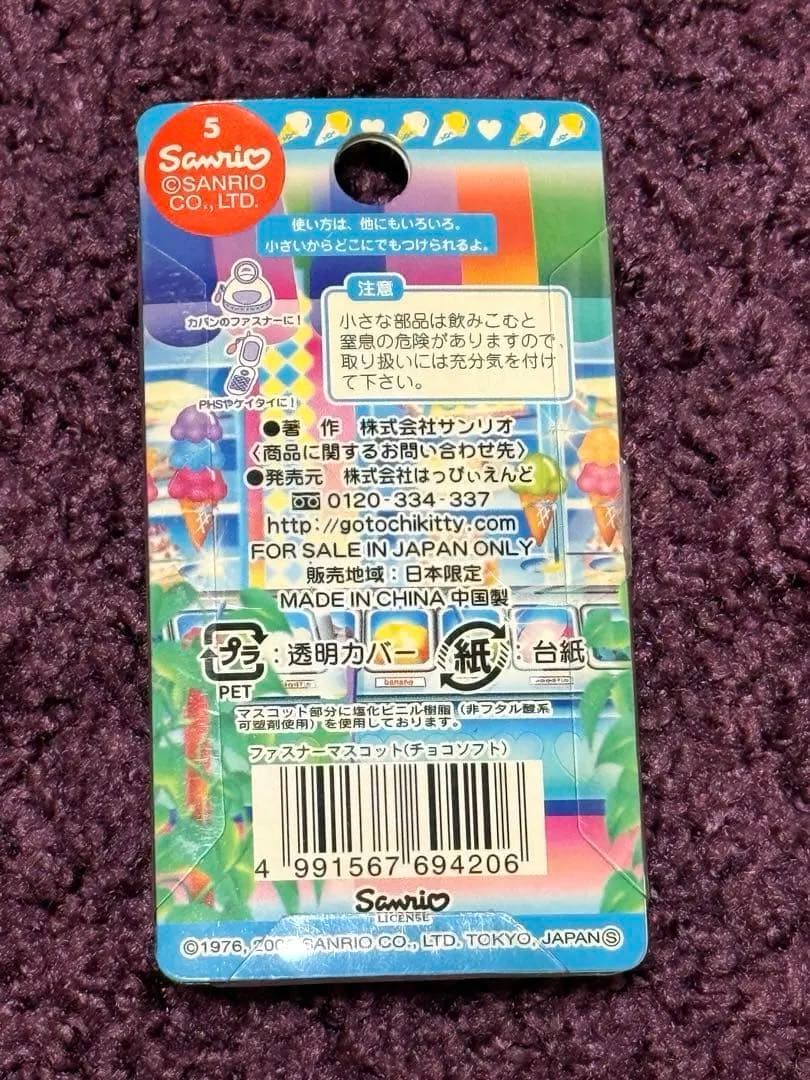 5
Sanrio
©SANRIO
CO., LTD.
使い方は、他にもいろいろ。
小さいからどこにでもつけられるよ。
カバンのファスナーに!
PHSやケイタイに!
注意
小さな部品は飲みこむと
窒息の危険がありますので、
取り扱いには充分気を付け
て下さい。
●著 作 株式会社サンリオ
〈商品に関するお問い合わせ先〉
●発売元 株式会社はっぴぃえんど
0120-334-337
http://gotochikitty.com
FOR SALE IN JAPAN ONLY
販売地域:日本限定
MADE IN CHINA 中国製
プラ:透明カバー 紙:台紙
PET
banana
マスコット部分に塩化ビニル樹脂(非フタル酸系
可塑剤使用)を使用しております。
ファスナーマスコット(チョコソフト)
4 991567 694206
Sanrio
LICENSE
©1976, 200 SANRIO CO., LTD. TOKYO, JAPAN Ⓢ